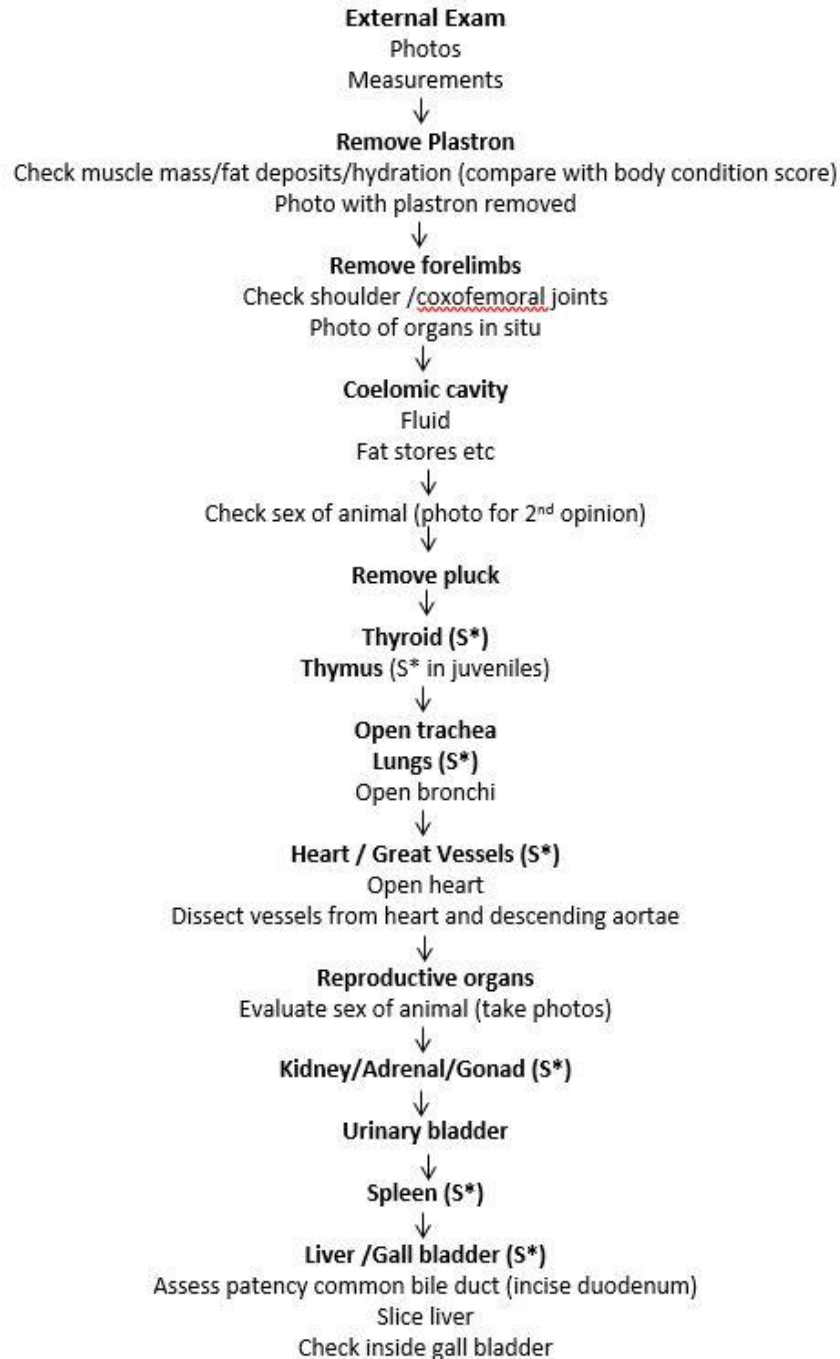 External Exam
Photos
Measurements
↓
Remove Plastron
Check muscle mass/fat deposits/hydration (compare with body condition score)
Photo with plastron removed
↓
Remove forelimbs
Check shoulder /coxofemoral joints
Photo of organs in situ
↓
Coelomic cavity
Fluid
Fat stores etc
↓
Check sex of animal (photo for 2nd opinion)
↓
Remove pluck
↓
Thyroid (S*)
Thymus (S* in juveniles)
↓
Open trachea
Lungs (S*)
Open bronchi
↓
Heart / Great Vessels (S*)
Open heart
Dissect vessels from heart and descending aortae
↓
Reproductive organs
Evaluate sex of animal (take photos)
↓
Kidney/Adrenal/Gonad (S*)
↓
Urinary bladder
↓
Spleen (S*)
↓
Liver /Gall bladder (S*)
Assess patency common bile duct (incise duodenum)
Slice liver
Check inside gall bladder